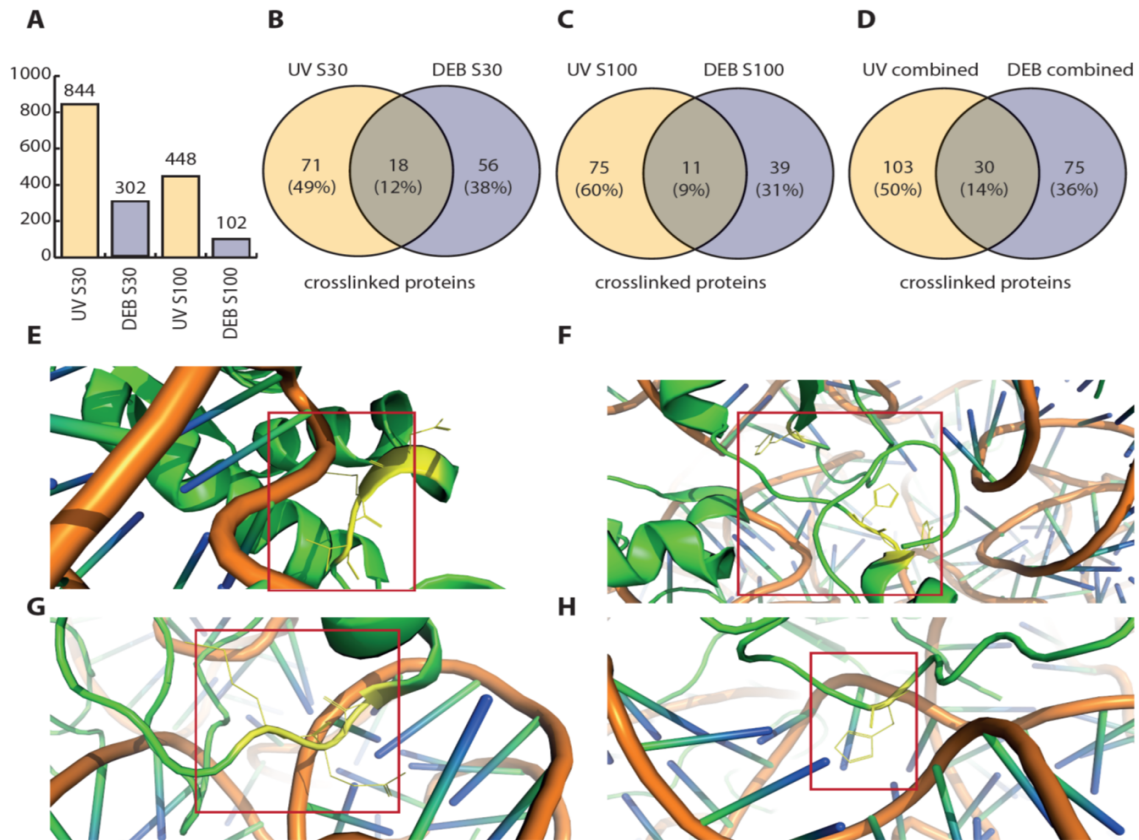 A
B
C
D
1000
800
600
400
200
0
844
302
448
102
UV S30
DEB S30
UV S100
DEB S100
UV S30 DEB S30
71 18 56
(49%) (12%) (38%)
crosslinked proteins
UV S100 DEB S100
75 11 39
(60%) (9%) (31%)
crosslinked proteins
UV combined DEB combined
103 30 75
(50%) (14%) (36%)
crosslinked proteins
E
F
G
H